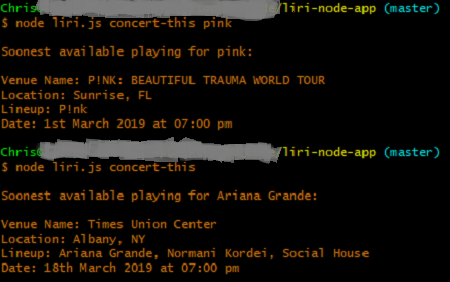 Chris@ /liri-node-app (master)
$ node liri.js concert-this pink
Soonest available playing for pink:
Venue Name: P!NK: BEAUTIFUL TRAUMA WORLD TOUR
Location: Sunrise, FL
Lineup: P!nk
Date: 1st March 2019 at 07:00 pm
Chris@ /liri-node-app (master)
$ node liri.js concert-this
Soonest available playing for Ariana Grande:
Venue Name: Times Union Center
Location: Albany, NY
Lineup: Ariana Grande, Normani Kordei, Social House
Date: 18th March 2019 at 07:00 pm